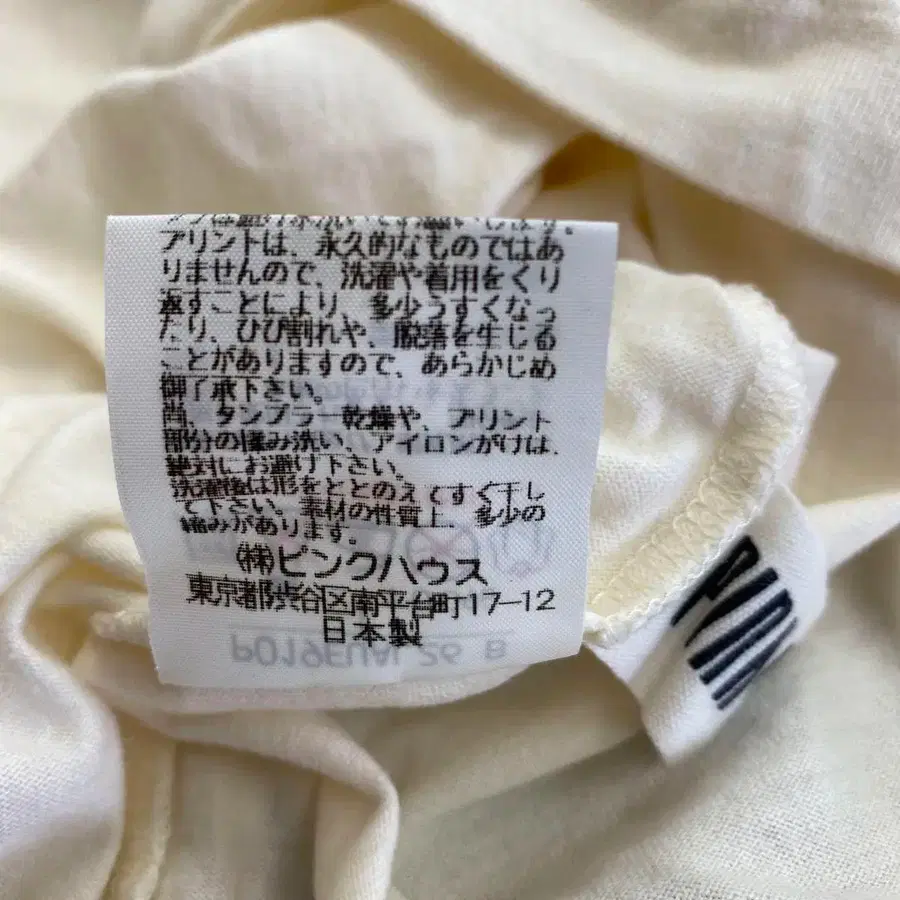 プリントは、永久的なものではあ
りませんので、洗濯や着用をくり
返すことにより、多少うすくなっ
たり、ひび割れや、脱落を生じる
ことがありますので、あらかじめ
御了承下さい。
尚、タンブラー乾燥や、プリント
部分の揉み洗い、アイロンがけは、
絶対にお避け下さい。
洗濯後は形をととのえてすぐ干し
て下さい。素材の性質上、多少の
縮みがあります。
㈱ピンクハウス
東京都渋谷区南平台町17-12
日本製
PINK